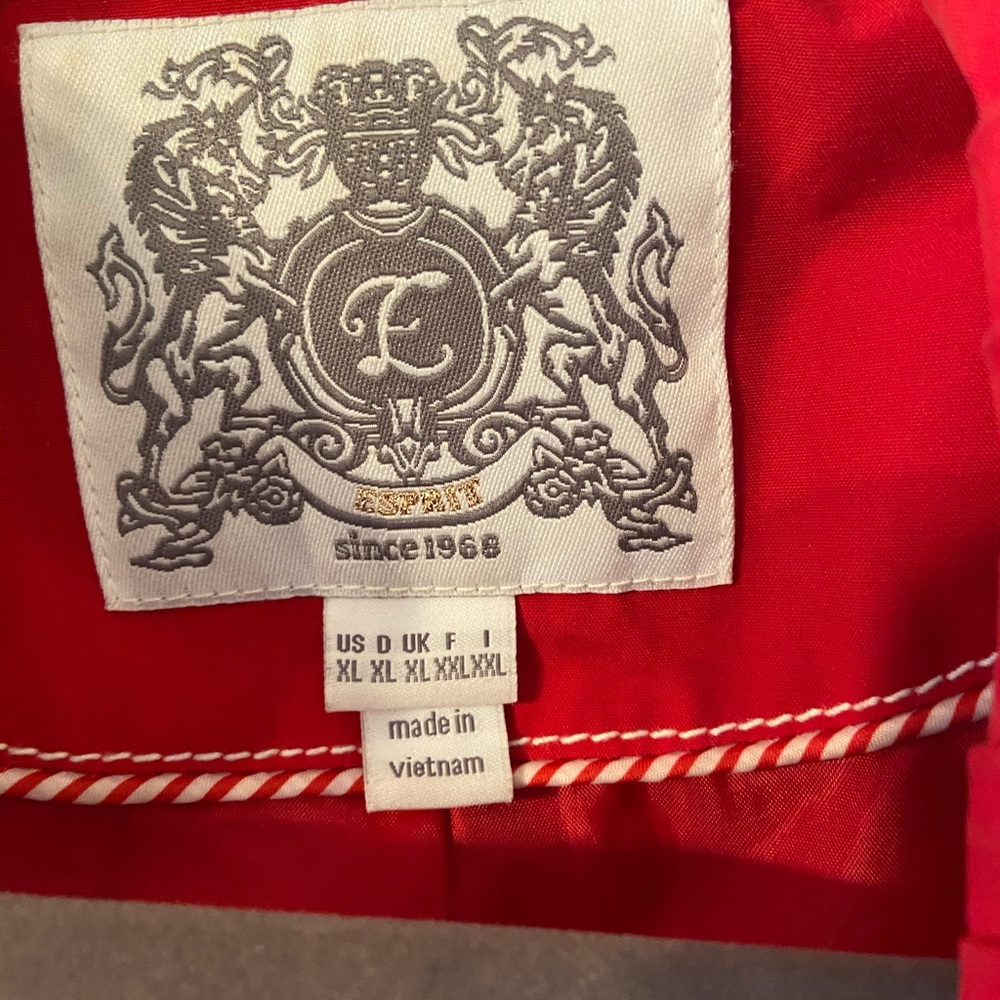 E
ESPRIT
since 1968
US D UK F I
XL XL XL XXL XXL
made in
vietnam